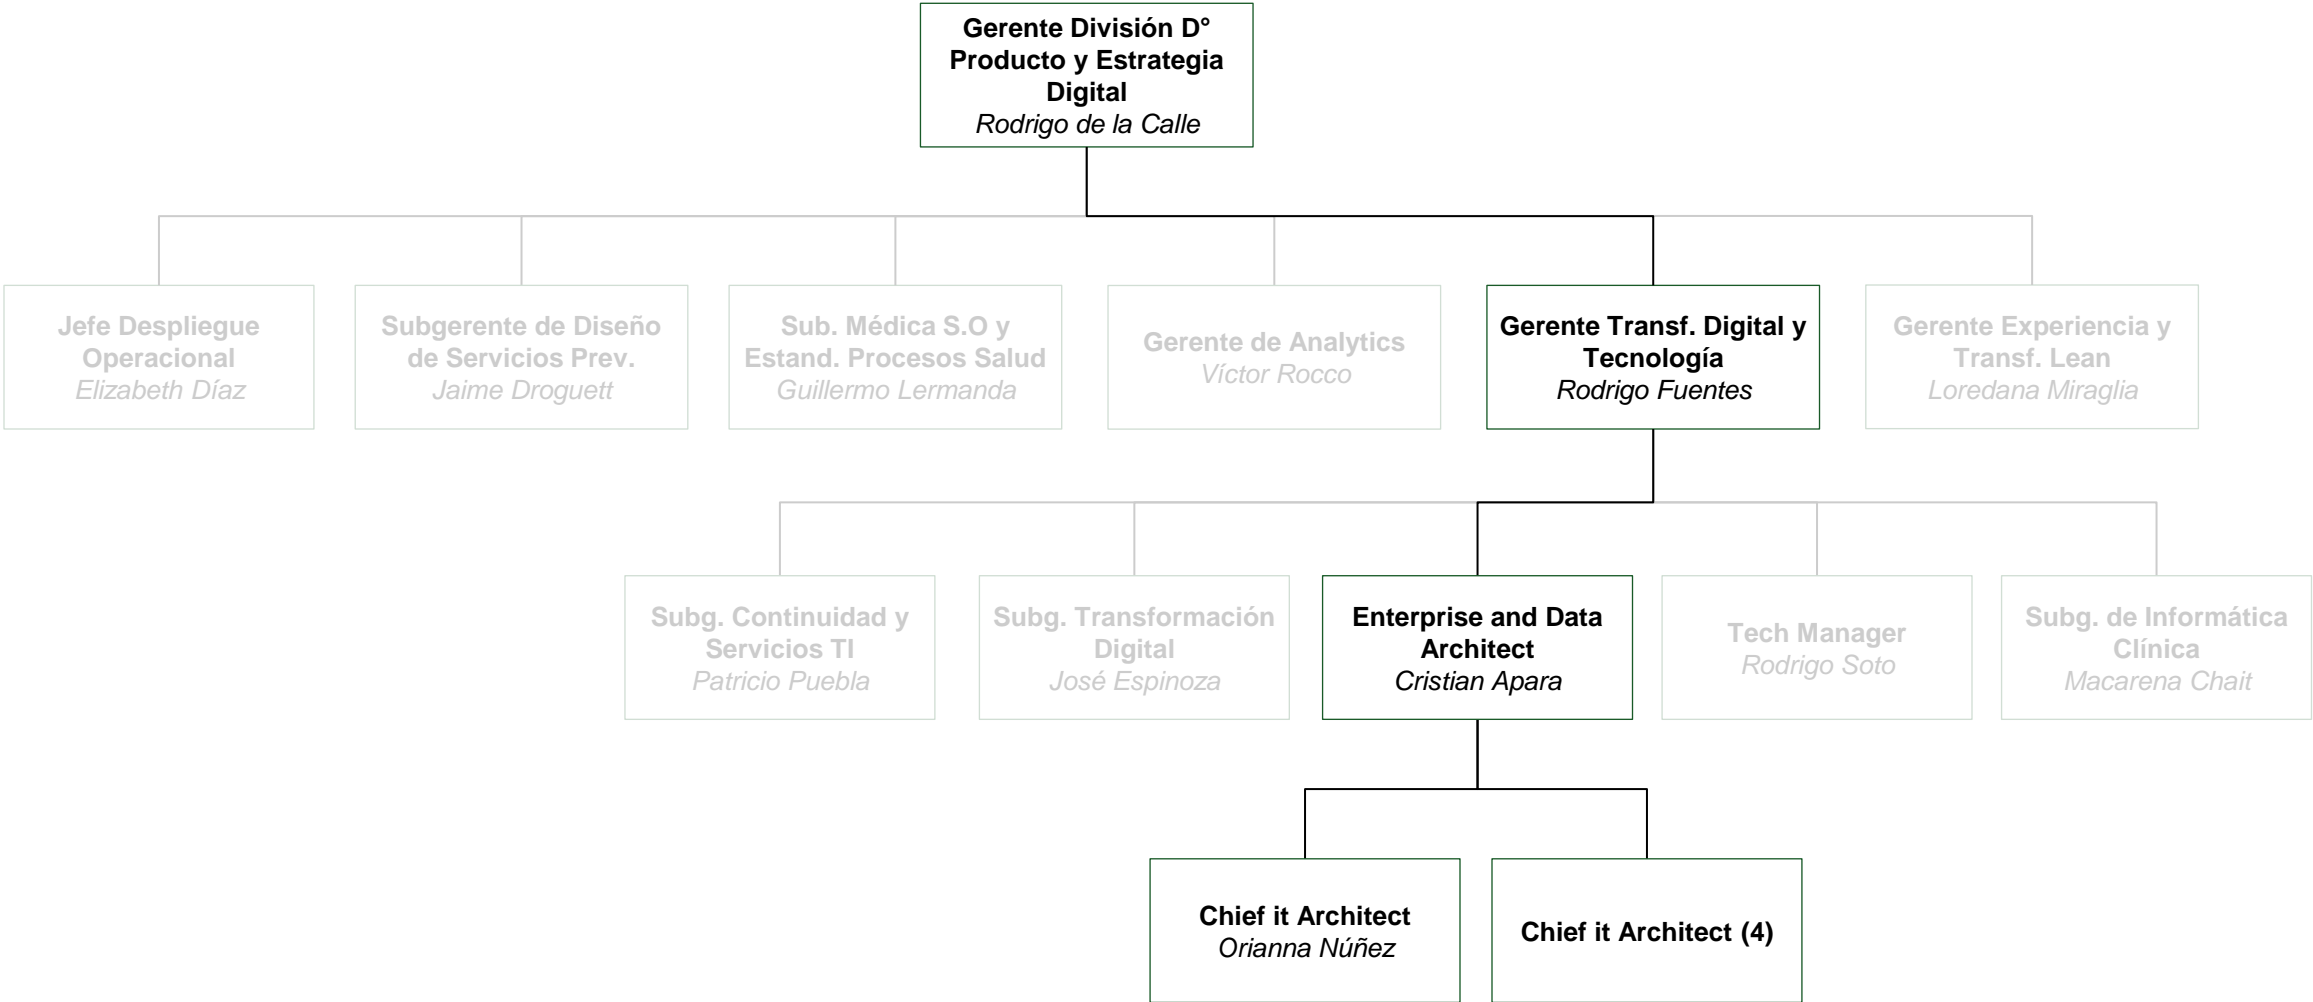 Gerente División D°
Producto y Estrategia
Digital
Rodrigo de la Calle
Jefe Despliegue
Operacional
Elizabeth Díaz
Subgerente de Diseño
de Servicios Prev.
Jaime Droguett
Sub. Médica S.O y
Estand. Procesos Salud
Guillermo Lermanda
Gerente de Analytics
Víctor Rocco
Gerente Transf. Digital y
Tecnología
Rodrigo Fuentes
Gerente Experiencia y
Transf. Lean
Loredana Miraglia
Subg. Continuidad y
Servicios TI
Patricio Puebla
Subg. Transformación
Digital
José Espinoza
Enterprise and Data
Architect
Cristian Apara
Tech Manager
Rodrigo Soto
Subg. de Informática
Clínica
Macarena Chait
Chief it Architect
Orianna Núñez
Chief it Architect (4)